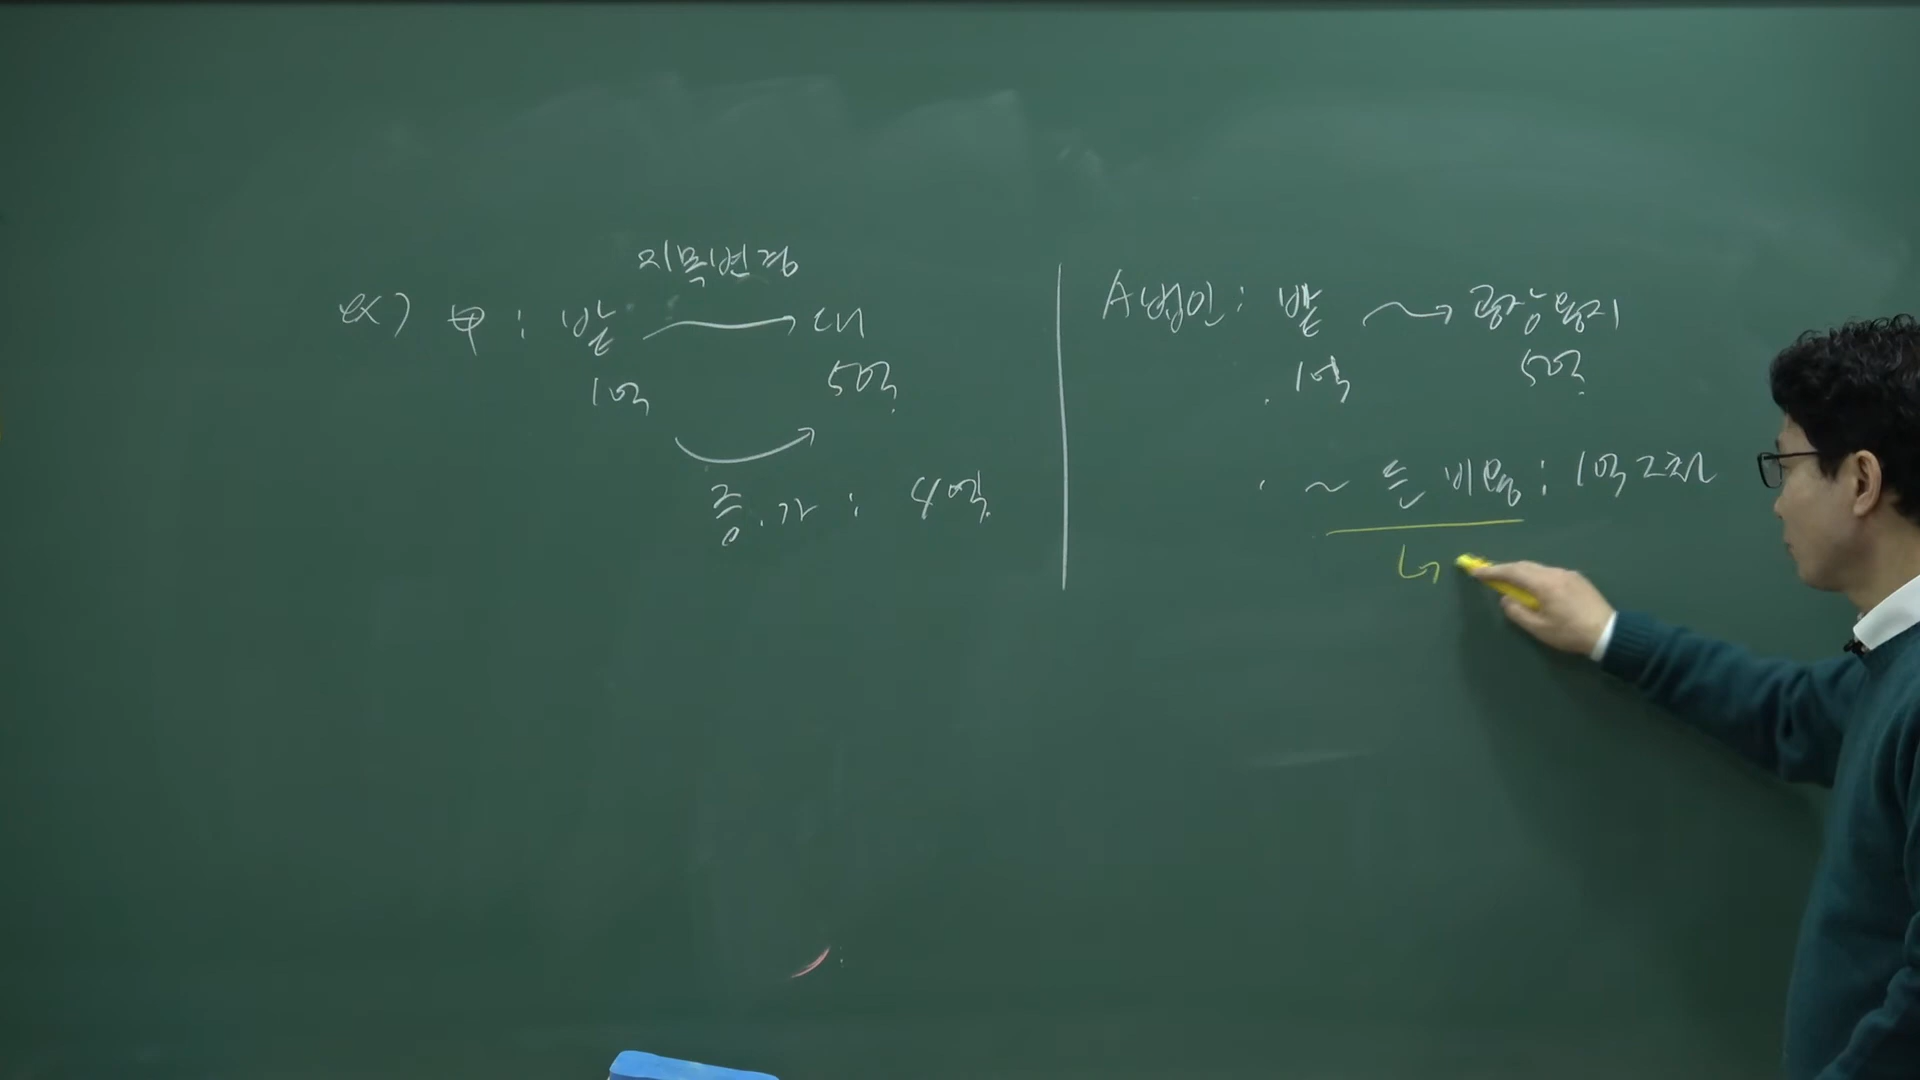 지목변경
ex) 甲 : 밭 → 대
1억 5억
증가 : 4억
A법인 : 밭 → 공장용지
1억 5억
~ 든 비용 : 1억 2천